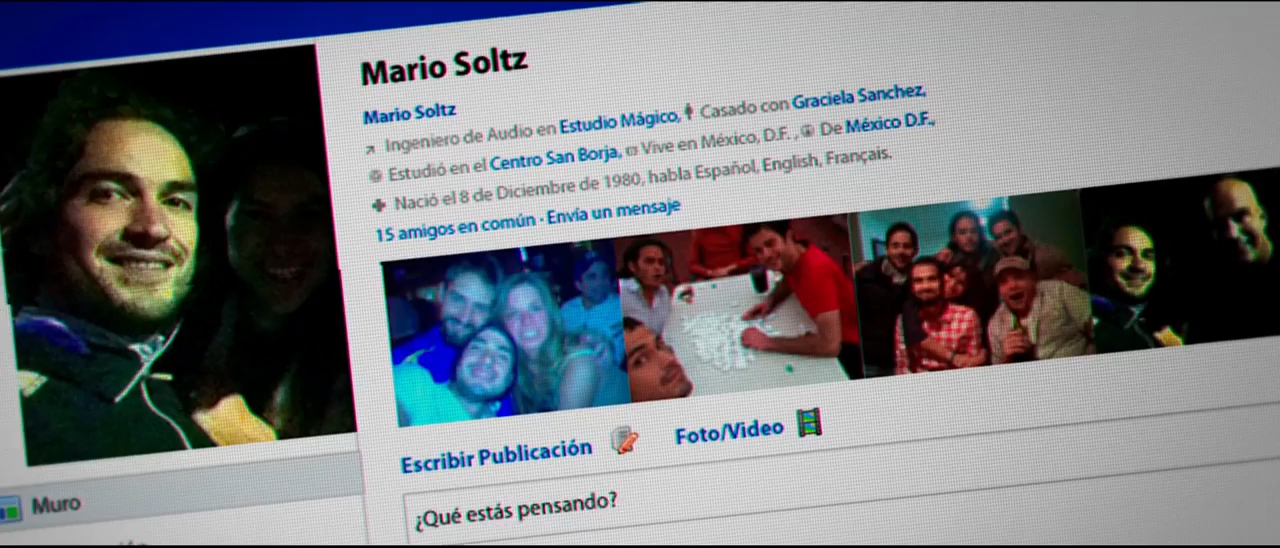 Mario Soltz
Mario Soltz
Ingeniero de Audio en Estudio Mágico, Casado con Graciela Sanchez,
Estudió en el Centro San Borja, Vive en México, D.F. , De México D.F.,
Nació el 8 de Diciembre de 1980, habla Español, English, Français.
15 amigos en común · Envía un mensaje
Escribir Publicación Foto/Video
Muro
¿Qué estás pensando?